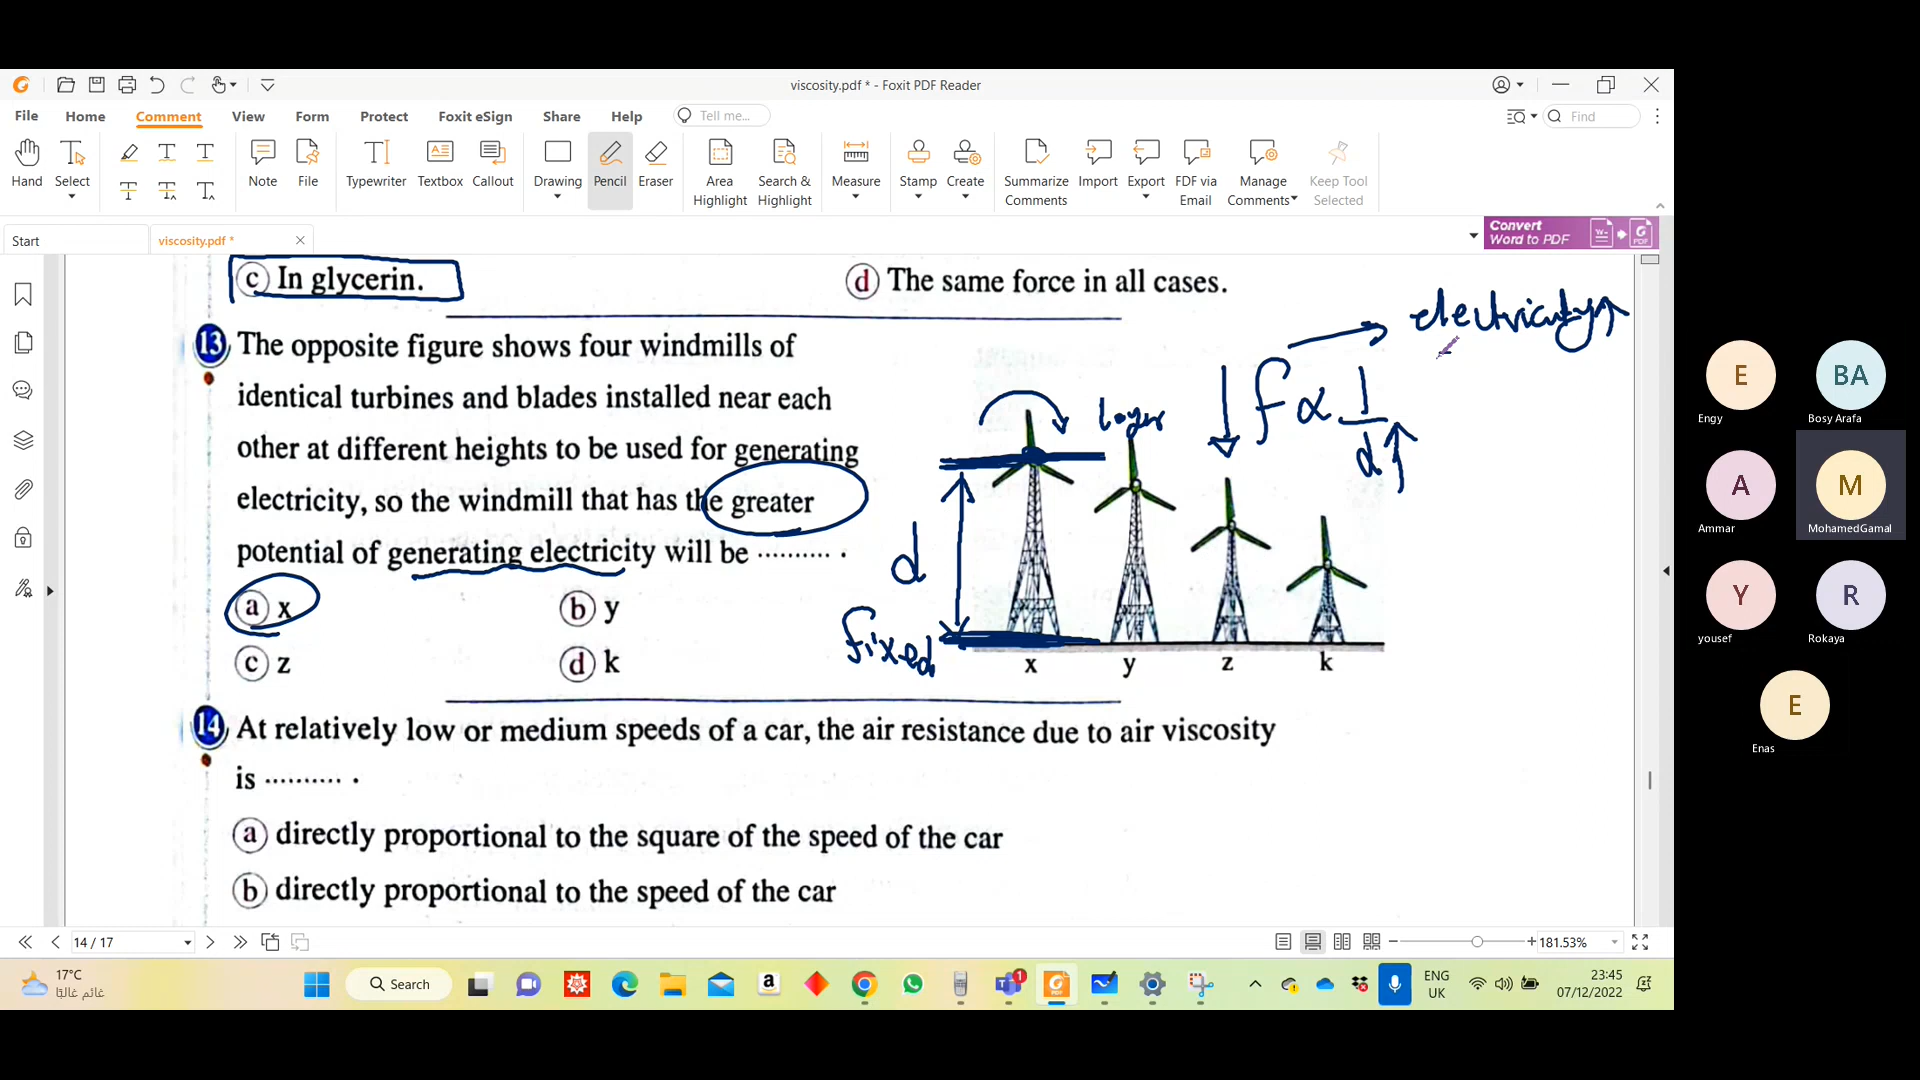 viscosity.pdf * - Foxit PDF Reader
File Home Comment View Form Protect Foxit eSign Share Help Tell me... Find
Hand Select Note File Typewriter Textbox Callout Drawing Pencil Eraser Area Highlight Search & Highlight Measure Stamp Create Summarize Comments Import Export FDF via Email Manage Comments Keep Tool Selected
Start viscosity.pdf * Convert Word to PDF
c In glycerin. d The same force in all cases.
electricity↑
13 The opposite figure shows four windmills of
identical turbines and blades installed near each
other at different heights to be used for generating
electricity, so the windmill that has the greater
potential of generating electricity will be .......... .
a x b y
c z d k
layer
↓ f ∝ 1/d ↑
d
fixed
x y z k
14 At relatively low or medium speeds of a car, the air resistance due to air viscosity
is .......... .
a directly proportional to the square of the speed of the car
b directly proportional to the speed of the car
E BA
Engy Bosy Arafa
A M
Ammar MohamedGamal
Y R
yousef Rokaya
E
Enas
14 / 17 181.53%
17°C
غائم غالبًا
Search
1
ENG
UK
23:45
07/12/2022